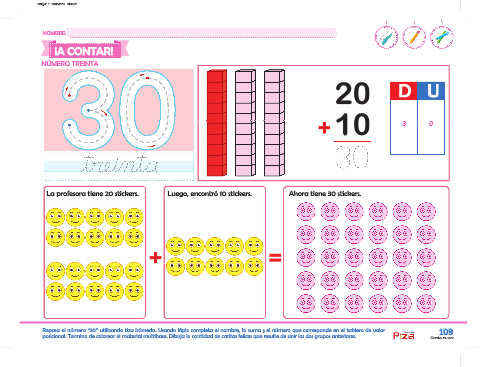 NOMBRE:
¡A CONTAR!
NÚMERO TREINTA
30
treinta
20
+ 10
30
D U
3 0
La profesora tiene 20 stickers.
Luego, encontró 10 stickers.
Ahora tiene 30 stickers.
+
=
Repasa el número "30" utilizando tiza húmeda. Usando lápiz completa el nombre, la suma y el número que corresponde en el tablero de valor
posicional. Termina de colorear el material multibase. Dibuja la cantidad de caritas felices que resulte de unir los dos grupos anteriores.
109